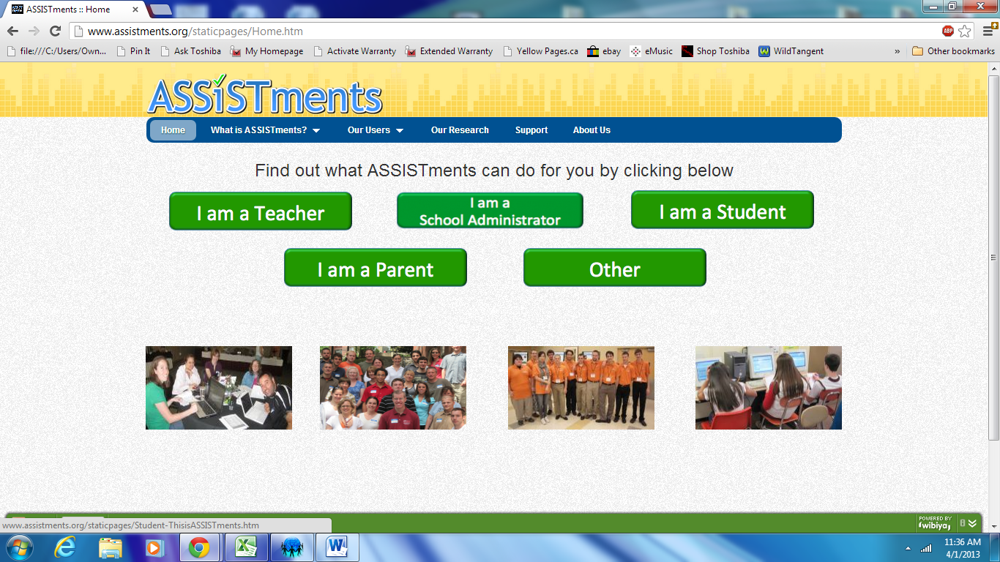 ASSISTments :: Home
www.assistments.org/staticpages/Home.htm
ABP
file:///C:/Users/Own... Pin It Ask Toshiba My Homepage Activate Warranty Extended Warranty Yellow Pages.ca ebay eMusic Shop Toshiba WildTangent » Other bookmarks
ASSiSTments
Home What is ASSISTments? Our Users Our Research Support About Us
Find out what ASSISTments can do for you by clicking below
I am a Teacher
I am a
School Administrator
I am a Student
I am a Parent
Other
www.assistments.org/staticpages/Student-ThisisASSISTments.htm
POWERED BY
wibiya
11:36 AM
4/1/2013